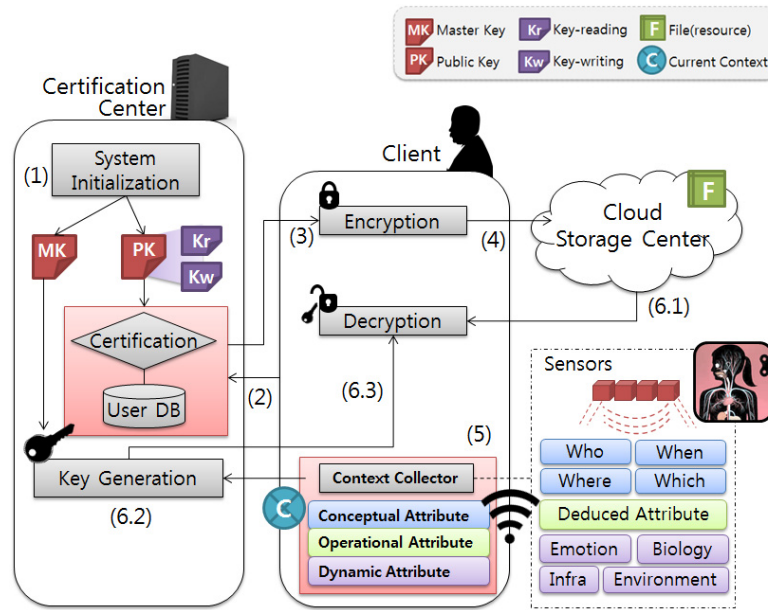 MK Master Key
Kr Key-reading
F File(resource)
PK Public Key
Kw Key-writing
C Current Context
Certification
Center
Client
(1)
System
Initialization
MK
PK
Kr
Kw
(3)
Encryption
(4)
Cloud
Storage Center
F
Certification
User DB
(2)
Decryption
(6.1)
(6.3)
Key Generation
(6.2)
(5)
C
Context Collector
Conceptual Attribute
Operational Attribute
Dynamic Attribute
Sensors
Who
When
Where
Which
Deduced Attribute
Emotion
Biology
Infra
Environment